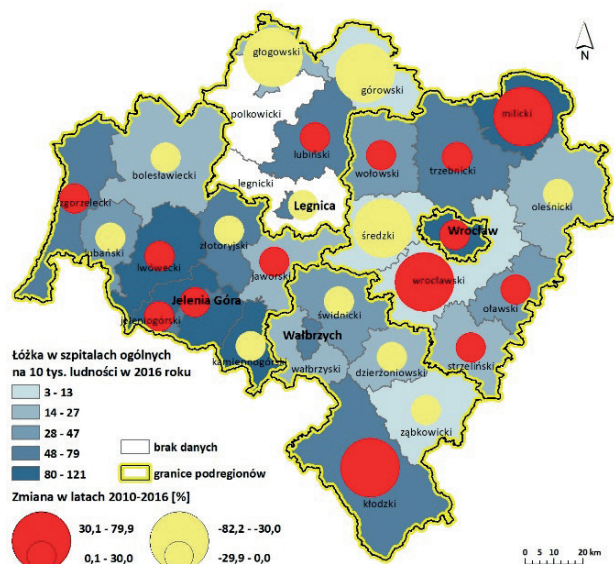 głogowski
górowski
N
polkowicki
milicki
lubiński
wołowski
trzebnicki
bolesławiecki
legnicki
zgorzelecki
Legnica
oleśnicki
lubański
złotoryjski
średzki
Wrocław
lwówecki
jaworski
wrocławski
Jelenia Góra
oławski
jeleniogórski
świdnicki
Wałbrzych
kamiennogórski
wałbrzyski
dzierżoniowski
strzeliński
ząbkowicki
kłodzki
Łóżka w szpitalach ogólnych
na 10 tys. ludności w 2016 roku
3 - 13
14 - 27
28 - 47
48 - 79
80 - 121
brak danych
granice podregionów
Zmiana w latach 2010-2016 [%]
30,1 - 79,9
0,1 - 30,0
-82,2 - -30,0
-29,9 - 0,0
0 10 20 km